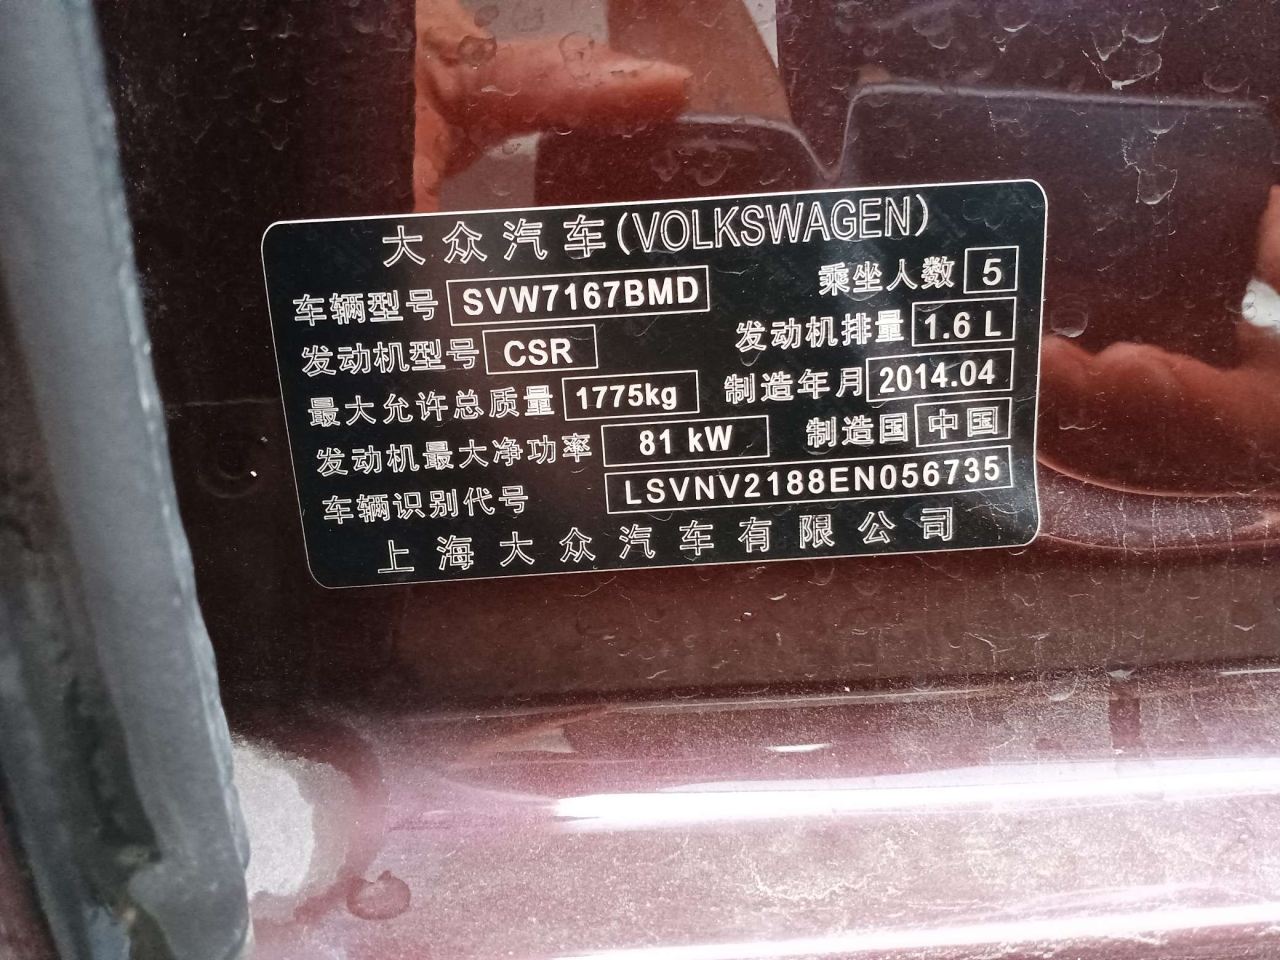 大众汽车(VOLKSWAGEN)
车辆型号 SVW7167BMD 乘坐人数 5
发动机型号 CSR 发动机排量 1.6 L
最大允许总质量 1775kg 制造年月 2014.04
发动机最大净功率 81 kW 制造国 中国
车辆识别代号 LSVNV2188EN056735
上海大众汽车有限公司